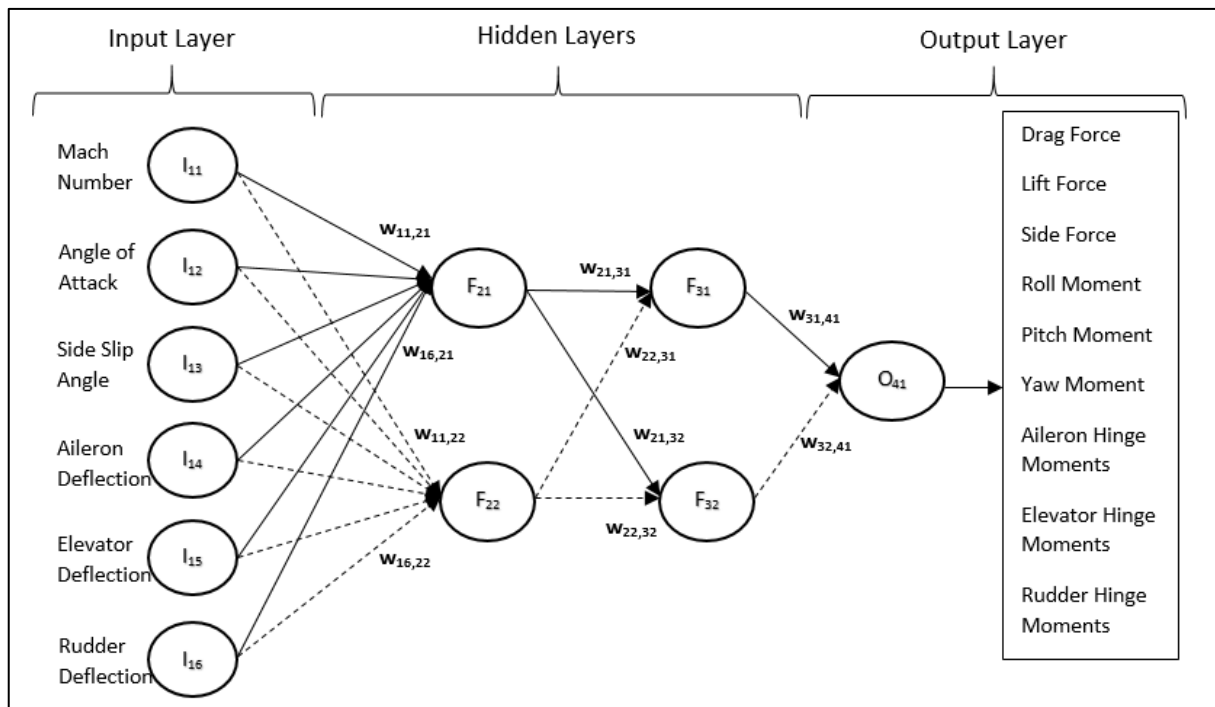 Input Layer
Hidden Layers
Output Layer
Mach
Number
I₁₁
Angle of
Attack
I₁₂
Side Slip
Angle
I₁₃
Aileron
Deflection
I₁₄
Elevator
Deflection
I₁₅
Rudder
Deflection
I₁₆
w₁₁,₂₁
w₁₆,₂₁
w₁₁,₂₂
w₁₆,₂₂
F₂₁
F₂₂
w₂₁,₃₁
w₂₂,₃₁
w₂₁,₃₂
w₂₂,₃₂
F₃₁
F₃₂
w₃₁,₄₁
w₃₂,₄₁
O₄₁
Drag Force
Lift Force
Side Force
Roll Moment
Pitch Moment
Yaw Moment
Aileron Hinge
Moments
Elevator Hinge
Moments
Rudder Hinge
Moments